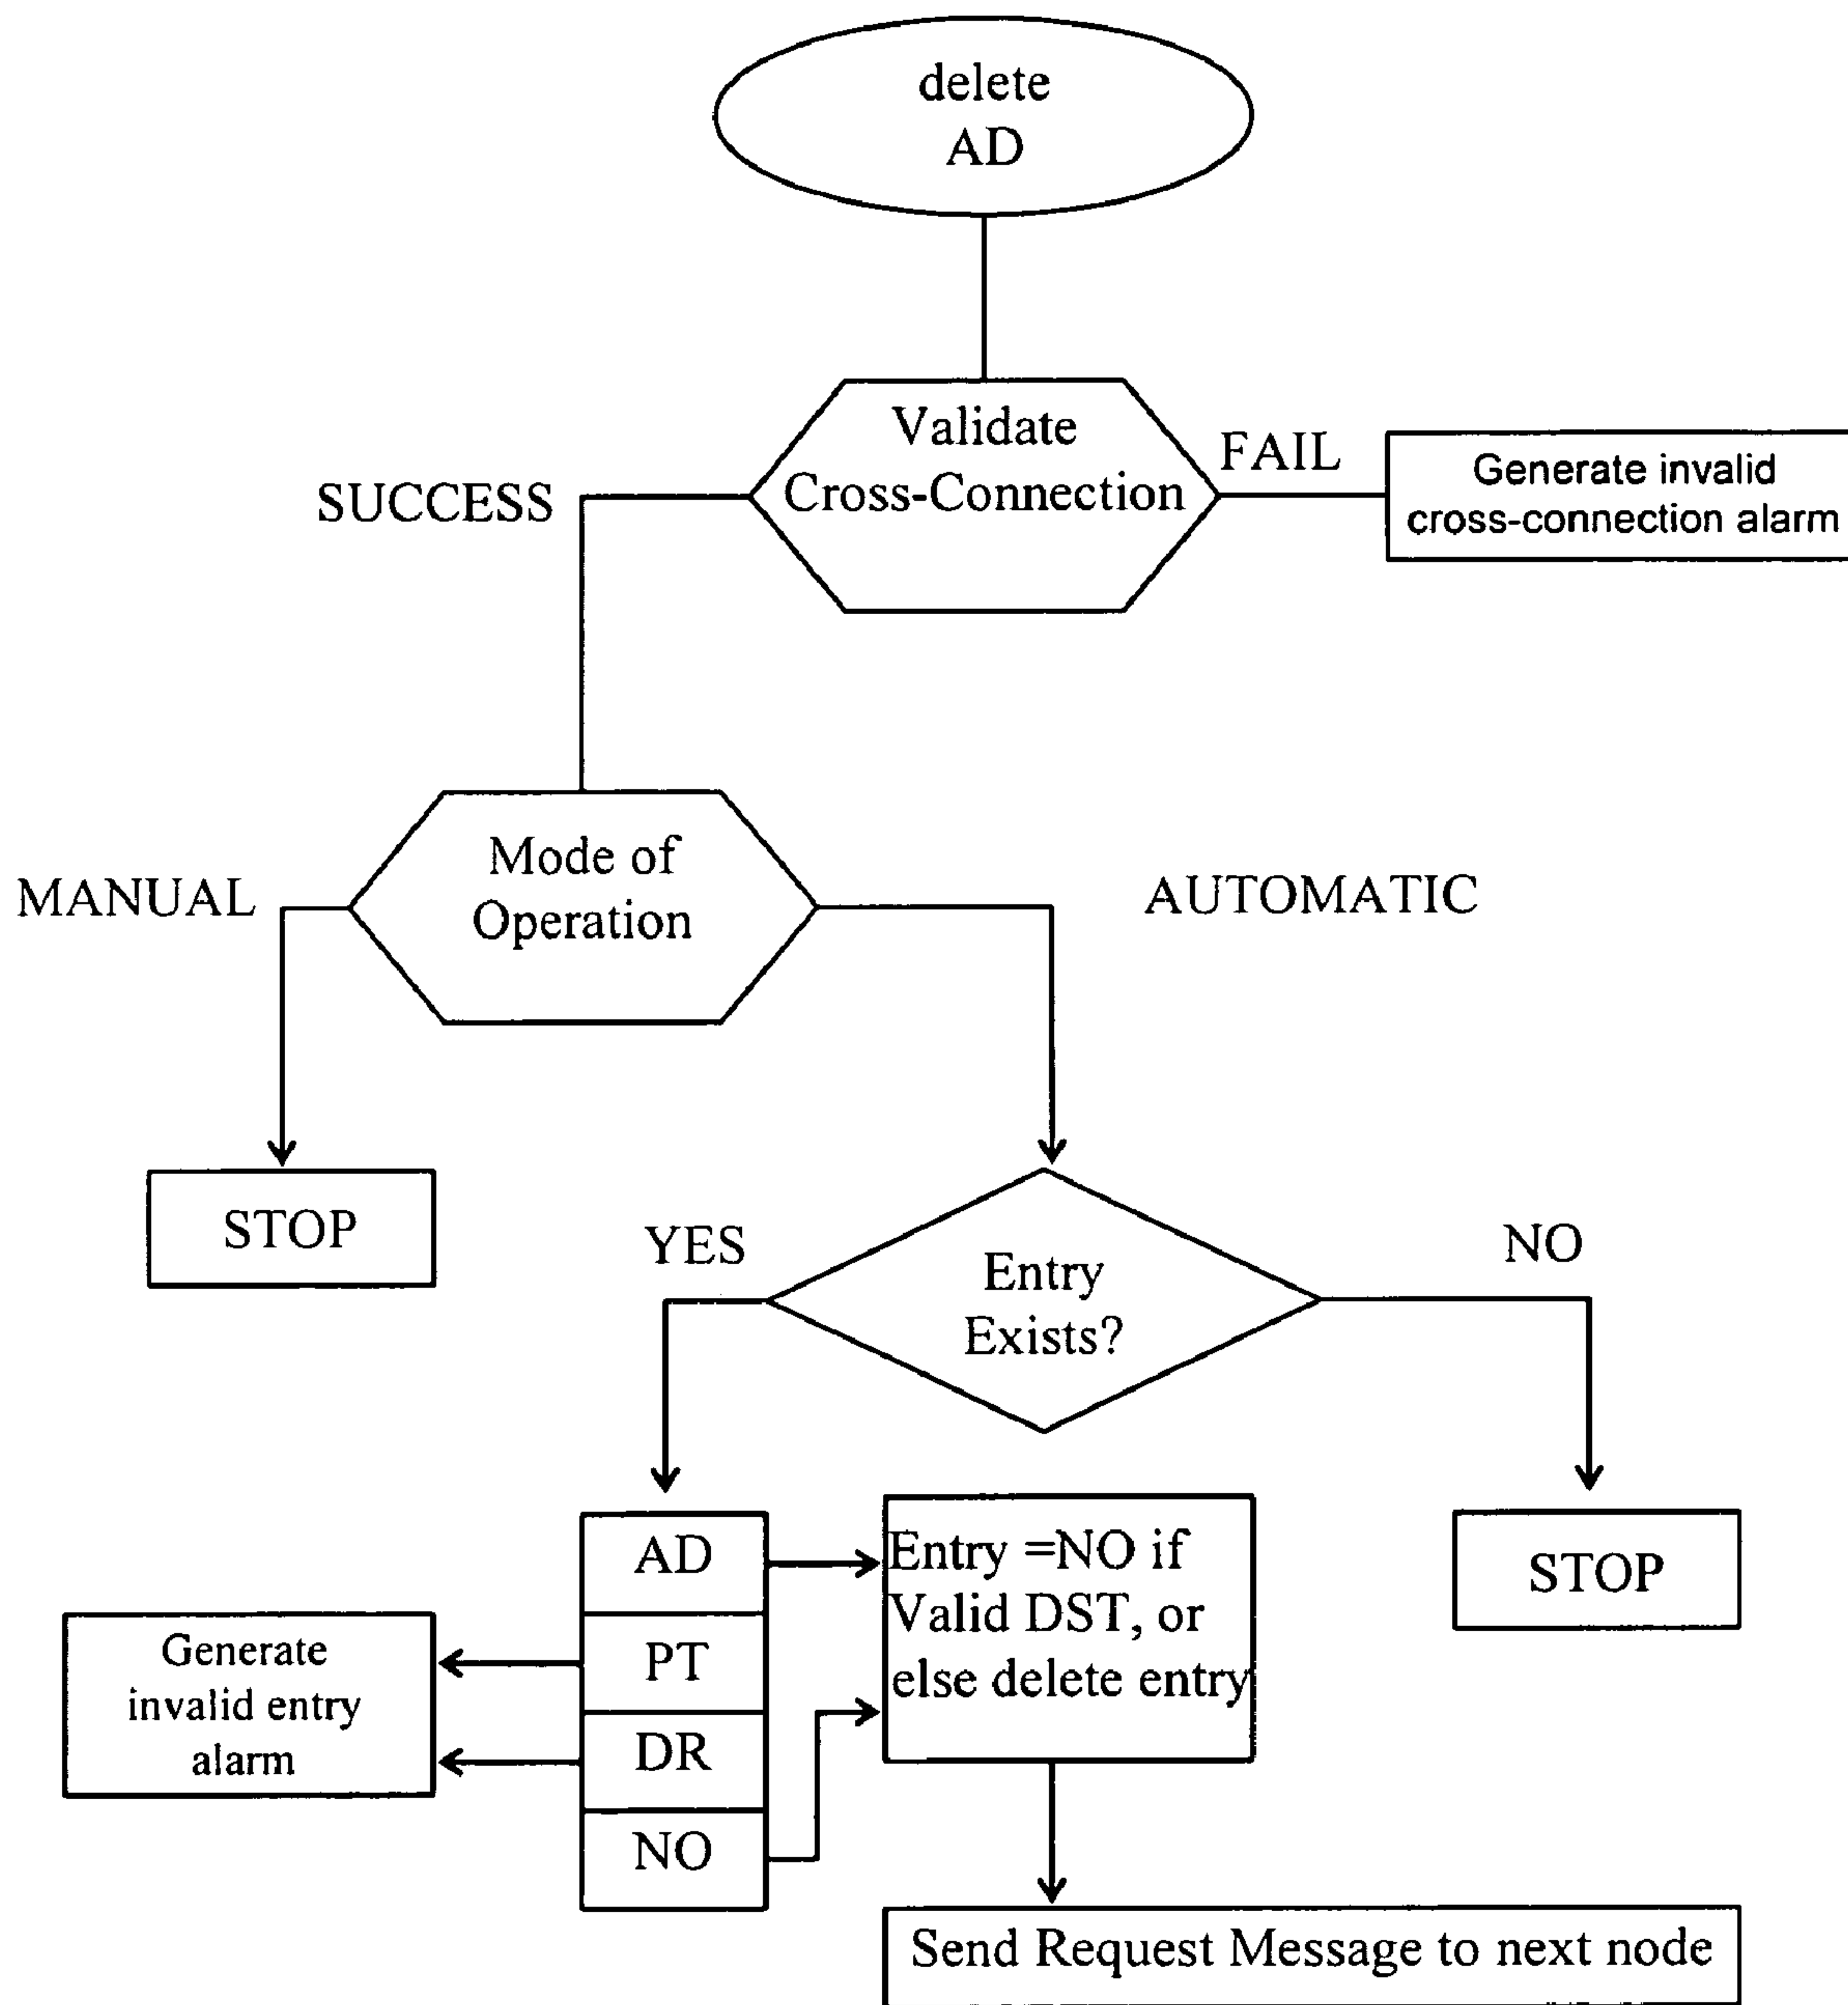 delete
AD
Validate
Cross-Connection
FAIL
Generate invalid
cross-connection alarm
SUCCESS
Mode of
Operation
MANUAL
AUTOMATIC
STOP
YES
NO
Entry
Exists?
AD
PT
DR
NO
Entry =NO if
Valid DST, or
else delete entry
STOP
Generate
invalid entry
alarm
Send Request Message to next node